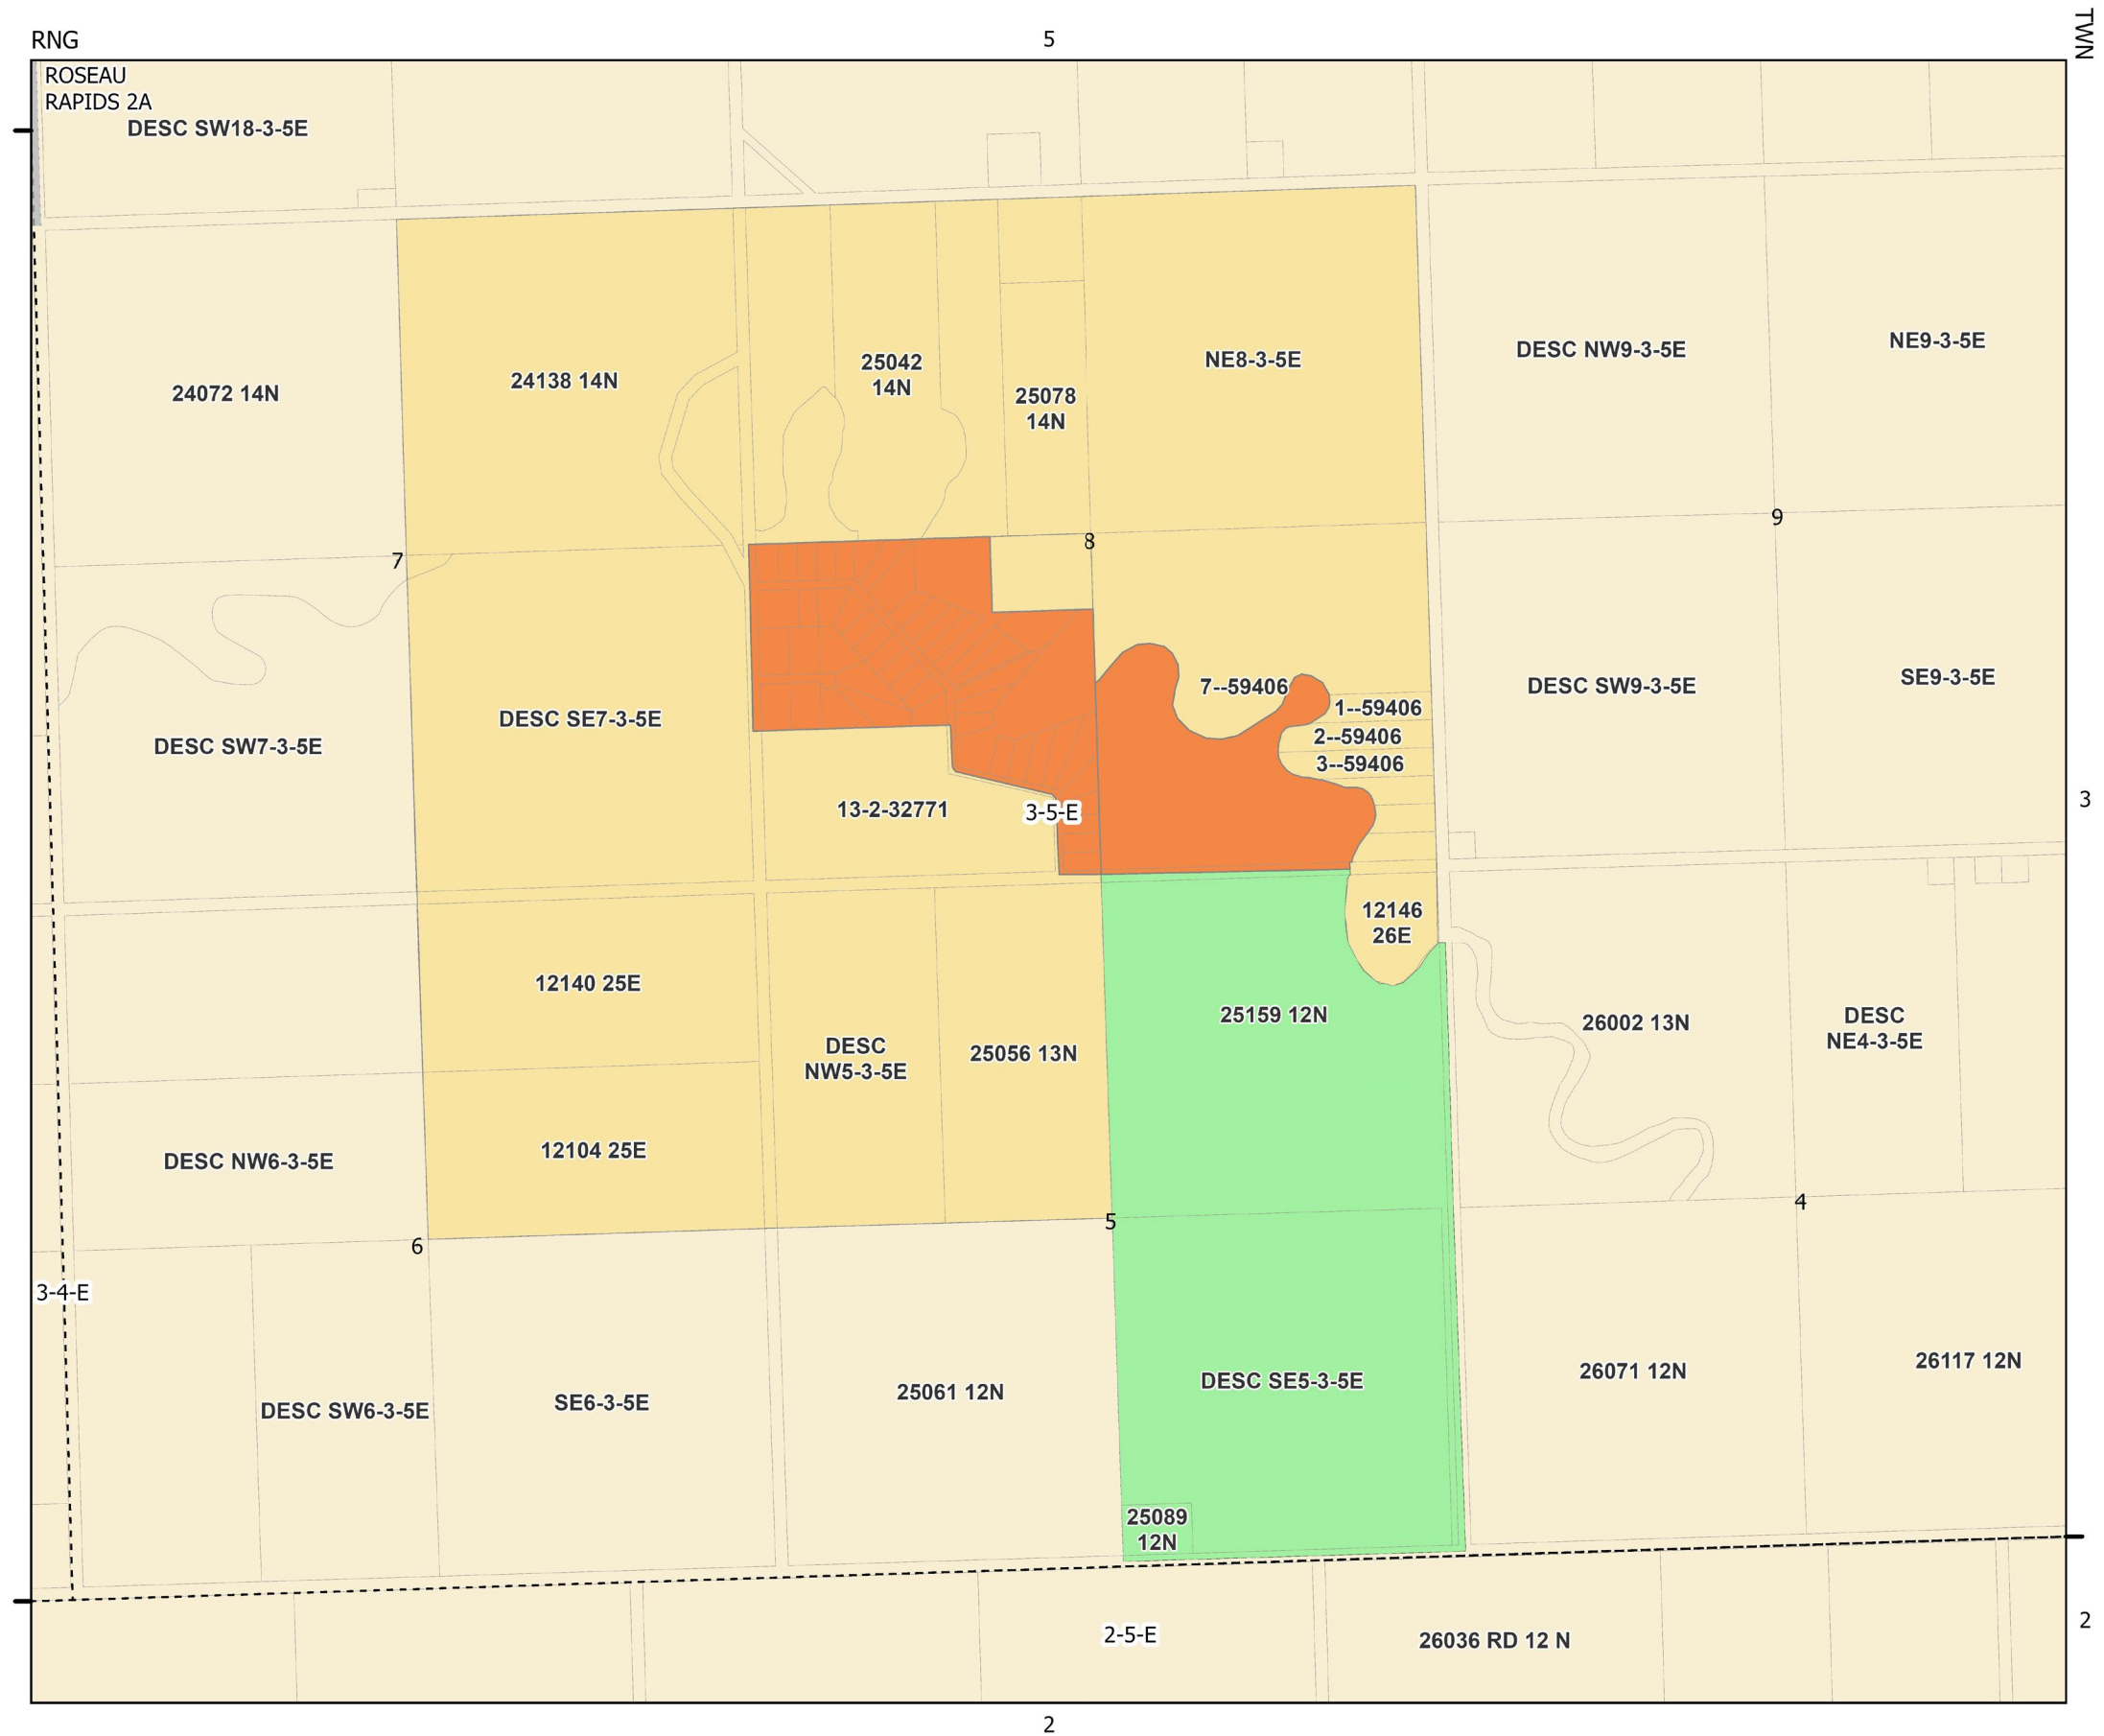 RNG
5
TWN
ROSEAU
RAPIDS 2A
DESC SW18-3-5E
24072 14N
24138 14N
25042
14N
25078
14N
NE8-3-5E
DESC NW9-3-5E
NE9-3-5E
7
8
9
DESC SW7-3-5E
DESC SE7-3-5E
7--59406
1--59406
2--59406
3--59406
DESC SW9-3-5E
SE9-3-5E
13-2-32771
3-5-E
3
12146
26E
12140 25E
DESC
NW5-3-5E
25056 13N
25159 12N
26002 13N
DESC
NE4-3-5E
DESC NW6-3-5E
12104 25E
6
5
4
3-4-E
DESC SW6-3-5E
SE6-3-5E
25061 12N
DESC SE5-3-5E
26071 12N
26117 12N
25089
12N
2-5-E
26036 RD 12 N
2
2